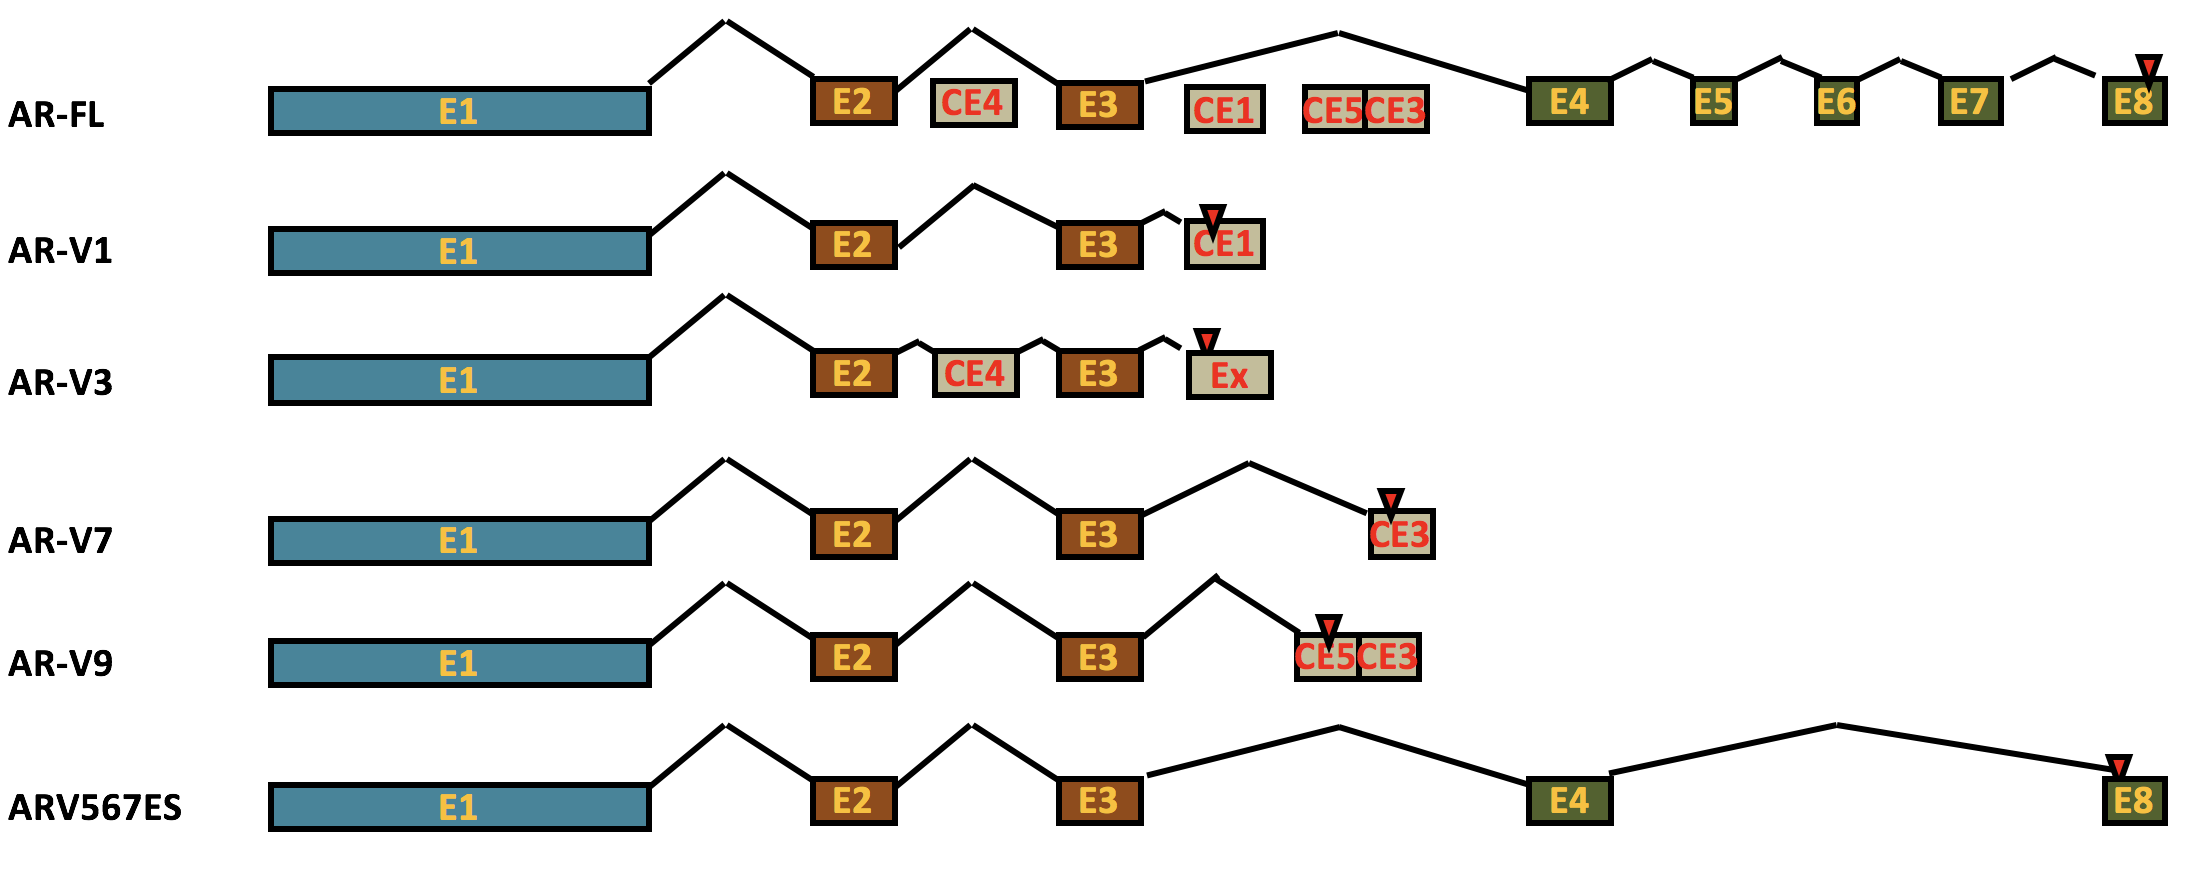 AR-FL E1 E2 CE4 E3 CE1 CE5 CE3 E4 E5 E6 E7 E8
AR-V1 E1 E2 E3 CE1
AR-V3 E1 E2 CE4 E3 Ex
AR-V7 E1 E2 E3 CE3
AR-V9 E1 E2 E3 CE5 CE3
ARV567ES E1 E2 E3 E4 E8